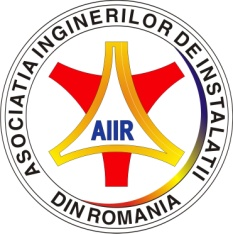 ASOCIATIA INGINERILOR DE INSTALATII
AIIR
DIN ROMANIA